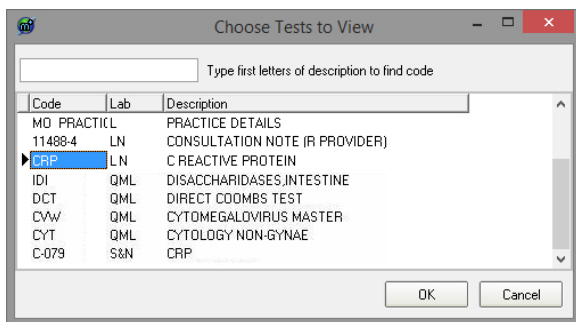 Choose Tests to View
Type first letters of description to find code
Code Lab Description
MO PRACTI(L PRACTICE DETAILS
11488-4 LN CONSULTATION NOTE (R PROVIDER)
CRP LN C REACTIVE PROTEIN
IDI QML DISACCHARIDASES,INTESTINE
DCT QML DIRECT COOMBS TEST
CVW QML CYTOMEGALOVIRUS MASTER
CYT QML CYTOLOGY NON-GYNAE
C-079 S&N CRP
OK Cancel